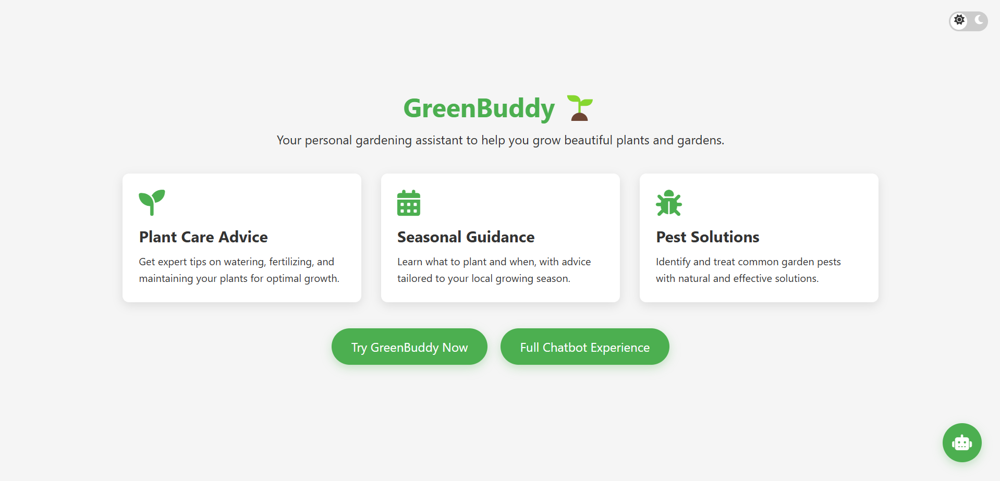 GreenBuddy
Your personal gardening assistant to help you grow beautiful plants and gardens.
Plant Care Advice
Get expert tips on watering, fertilizing, and
maintaining your plants for optimal growth.
Seasonal Guidance
Learn what to plant and when, with advice
tailored to your local growing season.
Pest Solutions
Identify and treat common garden pests
with natural and effective solutions.
Try GreenBuddy Now
Full Chatbot Experience